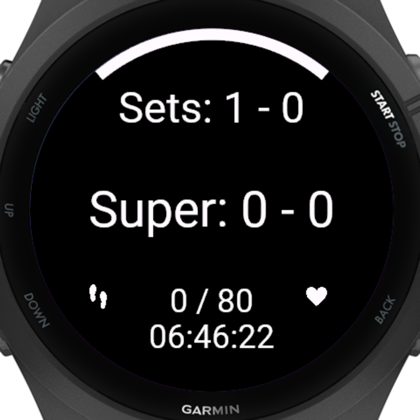 Sets: 1 - 0
LIGHT
START STOP
Super: 0 - 0
UP
0 / 80
DOWN
BACK
06:46:22
GARMIN